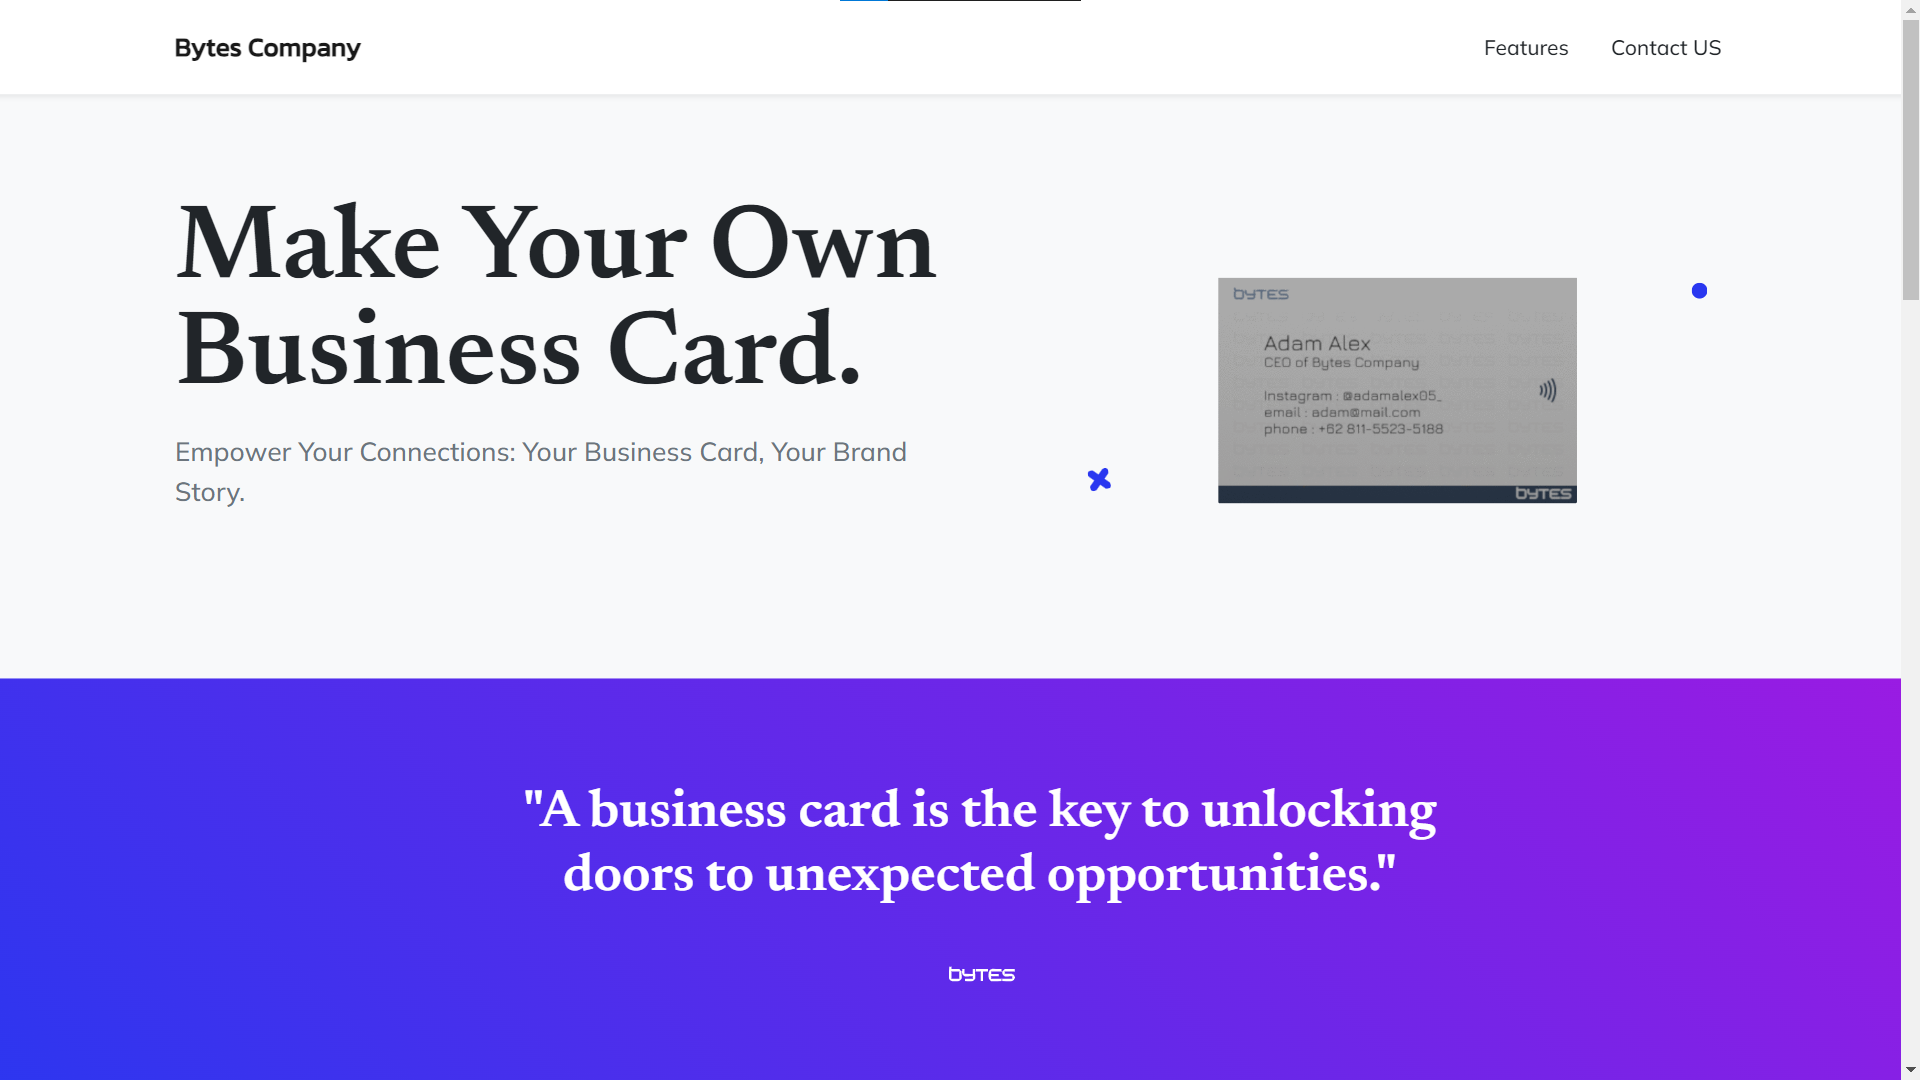 Bytes Company
Features
Contact US
Make Your Own
Business Card.
Empower Your Connections: Your Business Card, Your Brand
Story.
bytes
Adam Alex
CEO of Bytes Company
Instagram : @adamalex05_
email : adam@mail.com
phone : +62 811-5523-5188
bytes
"A business card is the key to unlocking
doors to unexpected opportunities."
bytes